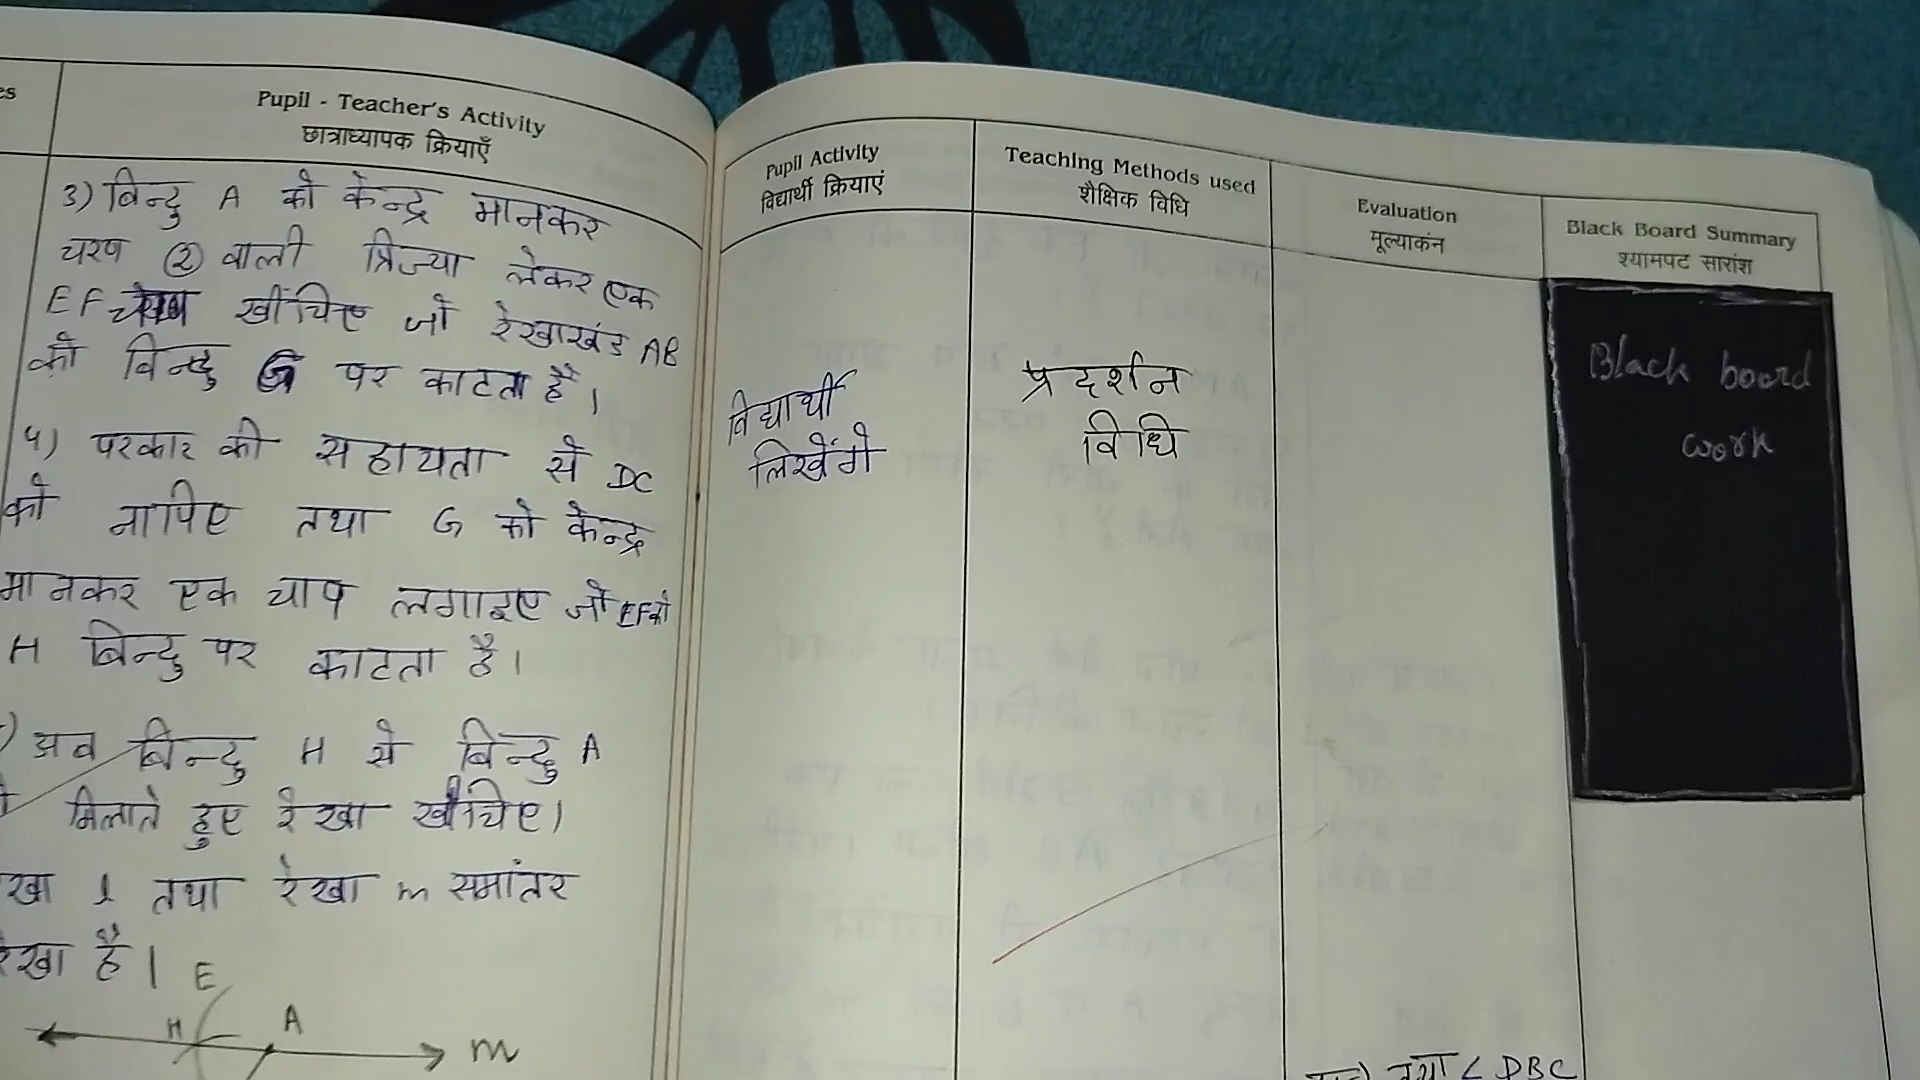 es
Pupil - Teacher's Activity
छात्राध्यापक क्रियाएँ
3) बिन्दु A को केन्द्र मानकर
चरण ② वाली त्रिज्या लेकर एक
EF खींचिए जो रेखाखंड AB
को बिन्दु G पर काटता है।
4) परकार की सहायता से DC
को नापिए तथा G को केन्द्र
मानकर एक चाप लगाइए जो EF को
H बिन्दु पर काटता है।
) अब बिन्दु H से बिन्दु A
मिलाते हुए रेखा खींचिए।
खा l तथा रेखा m समांतर
रेखा है।
E
H A
m
Pupil Activity
विद्यार्थी क्रियाएं
विद्यार्थी
लिखेंगे
Teaching Methods used
शैक्षिक विधि
प्रदर्शन
विधि
Evaluation
मूल्याकंन
तथा < DBC
Black Board Summary
श्यामपट सारांश
Black board
work